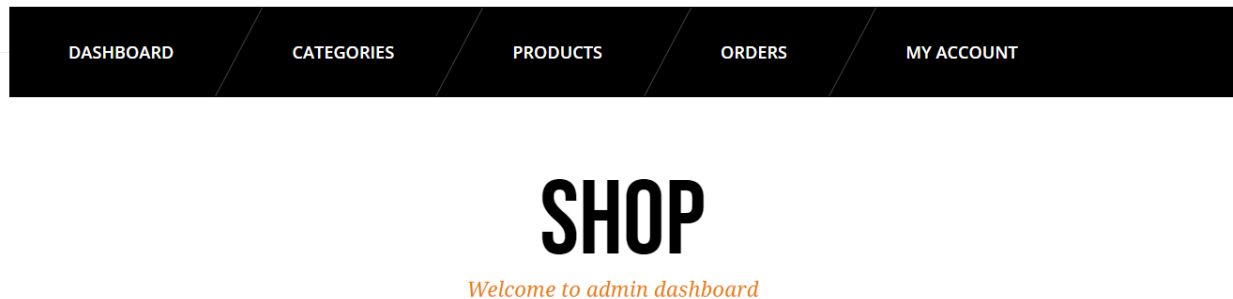 DASHBOARD CATEGORIES PRODUCTS ORDERS MY ACCOUNT
SHOP
Welcome to admin dashboard